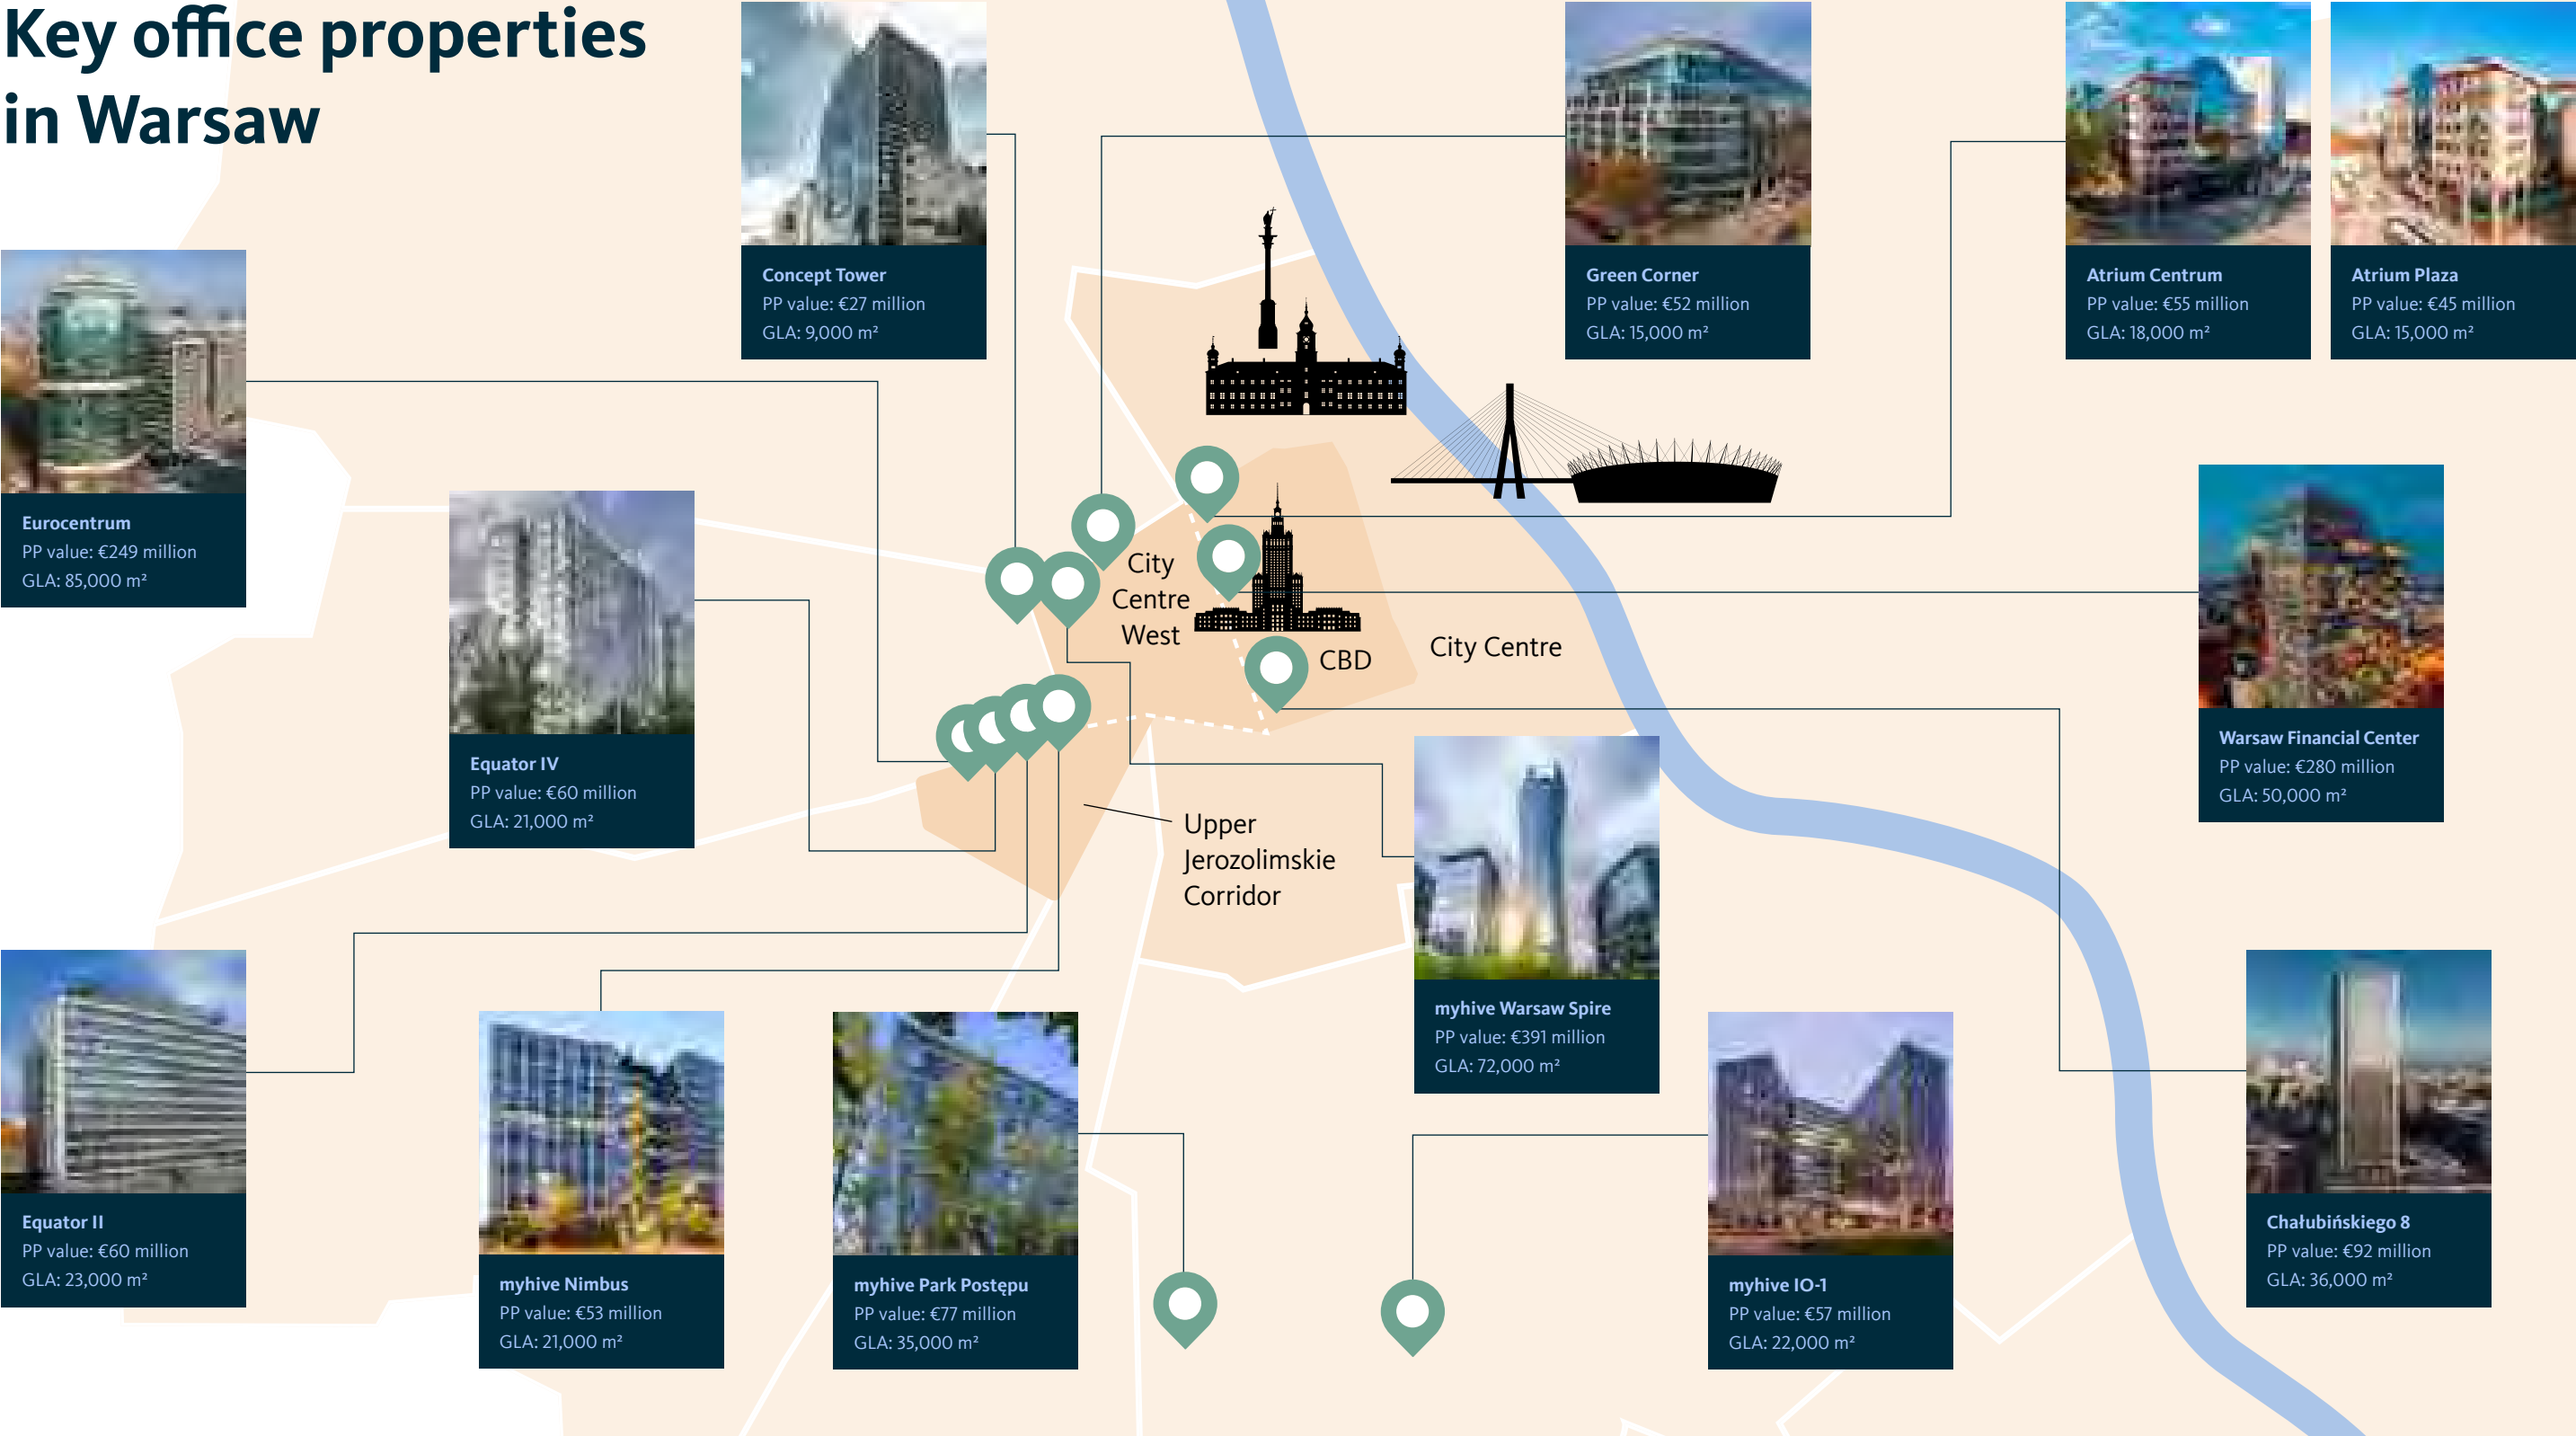 Key office properties
in Warsaw
Concept Tower
PP value: €27 million
GLA: 9,000 m²
Green Corner
PP value: €52 million
GLA: 15,000 m²
Atrium Centrum
PP value: €55 million
GLA: 18,000 m²
Atrium Plaza
PP value: €45 million
GLA: 15,000 m²
Eurocentrum
PP value: €249 million
GLA: 85,000 m²
Equator IV
PP value: €60 million
GLA: 21,000 m²
City
Centre
West
CBD
City Centre
Upper
Jerozolimskie
Corridor
Warsaw Financial Center
PP value: €280 million
GLA: 50,000 m²
myhive Warsaw Spire
PP value: €391 million
GLA: 72,000 m²
Equator II
PP value: €60 million
GLA: 23,000 m²
myhive Nimbus
PP value: €53 million
GLA: 21,000 m²
myhive Park Postępu
PP value: €77 million
GLA: 35,000 m²
myhive IO-1
PP value: €57 million
GLA: 22,000 m²
Chałubińskiego 8
PP value: €92 million
GLA: 36,000 m²